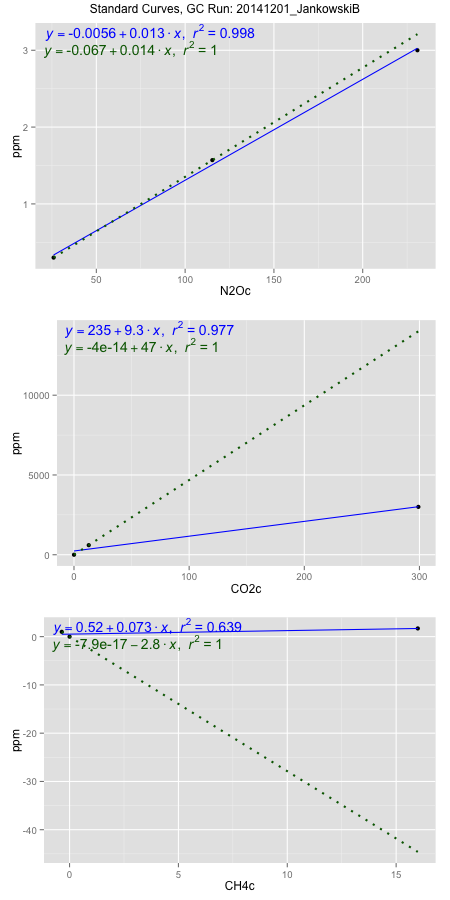 Standard Curves, GC Run: 20141201_JankowskiB
y = -0.0056 + 0.013 · x,  r² = 0.998
y = -0.067 + 0.014 · x,  r² = 1
3
2
1
ppm
50 100 150 200
N2Oc
y = 235 + 9.3 · x,  r² = 0.977
y = -4e-14 + 47 · x,  r² = 1
10000
5000
0
ppm
0 100 200 300
CO2c
y = 0.52 + 0.073 · x,  r² = 0.639
y = -7.9e-17 − 2.8 · x,  r² = 1
0
-10
-20
-30
-40
ppm
0 5 10 15
CH4c